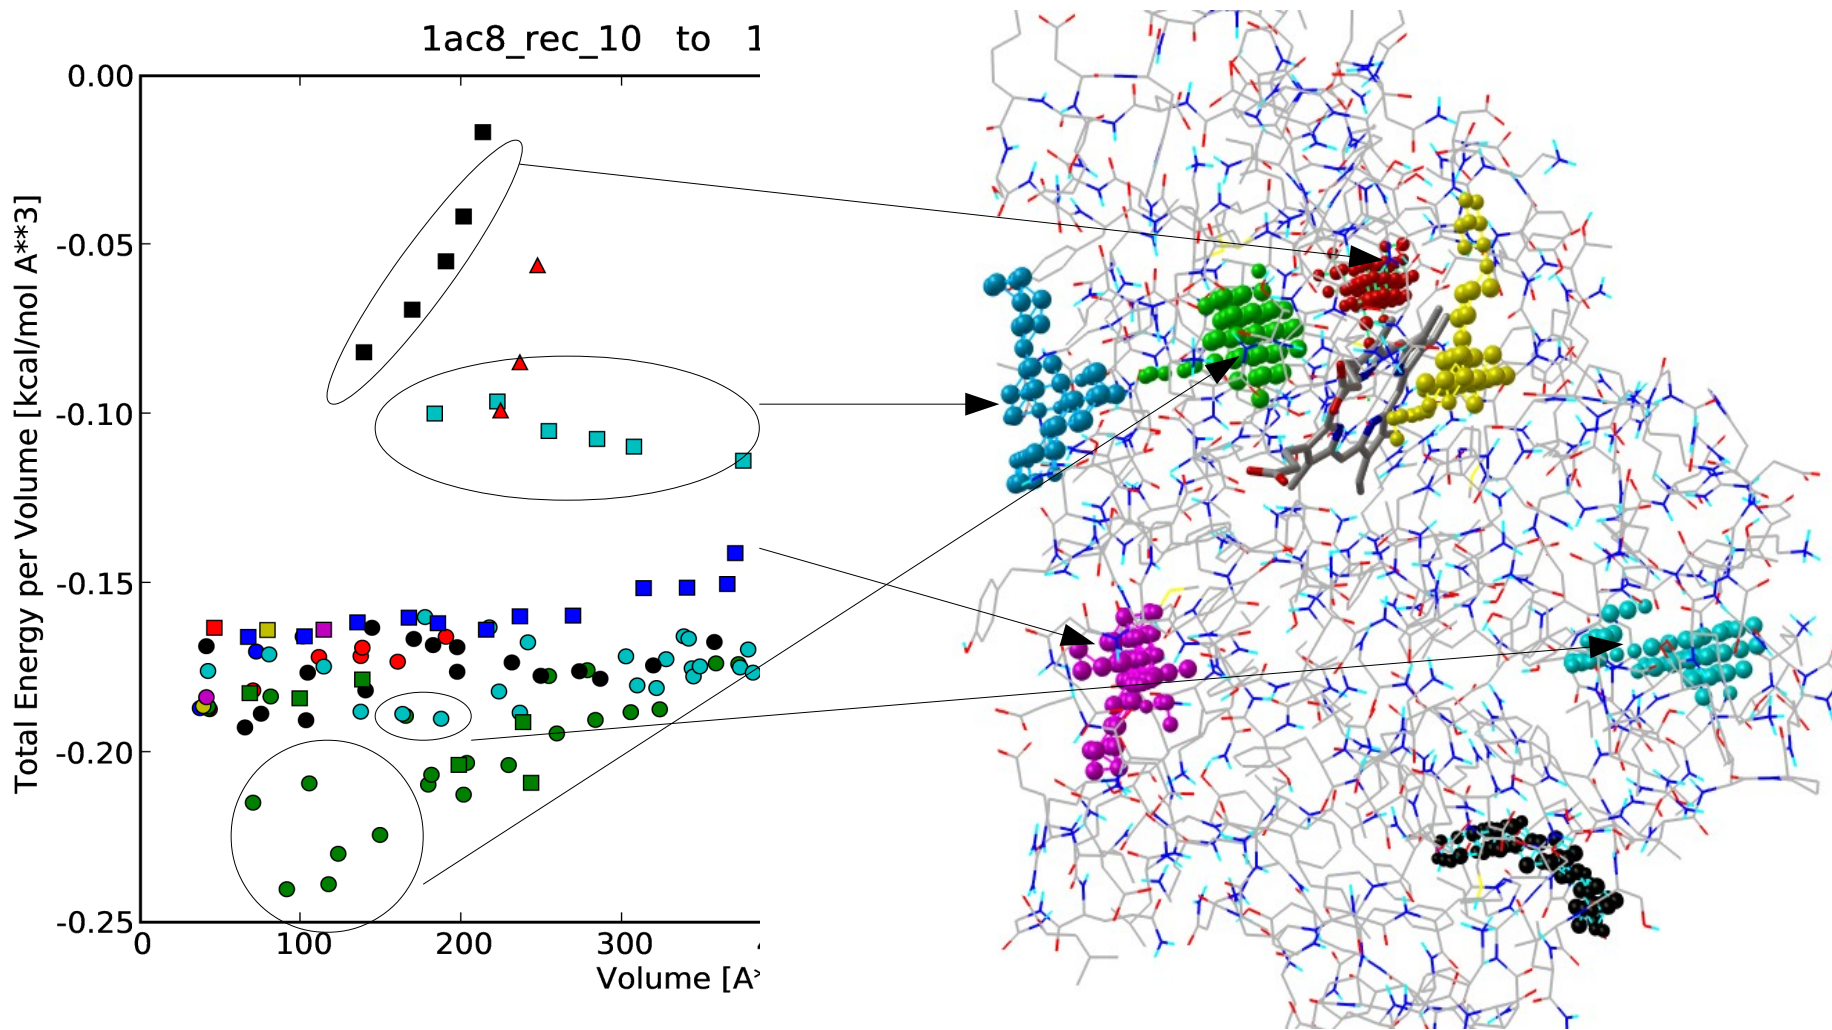 1ac8_rec_10 to 1
0.00
-0.05
-0.10
-0.15
-0.20
-0.25
Total Energy per Volume [kcal/mol A**3]
0 100 200 300
Volume [A*